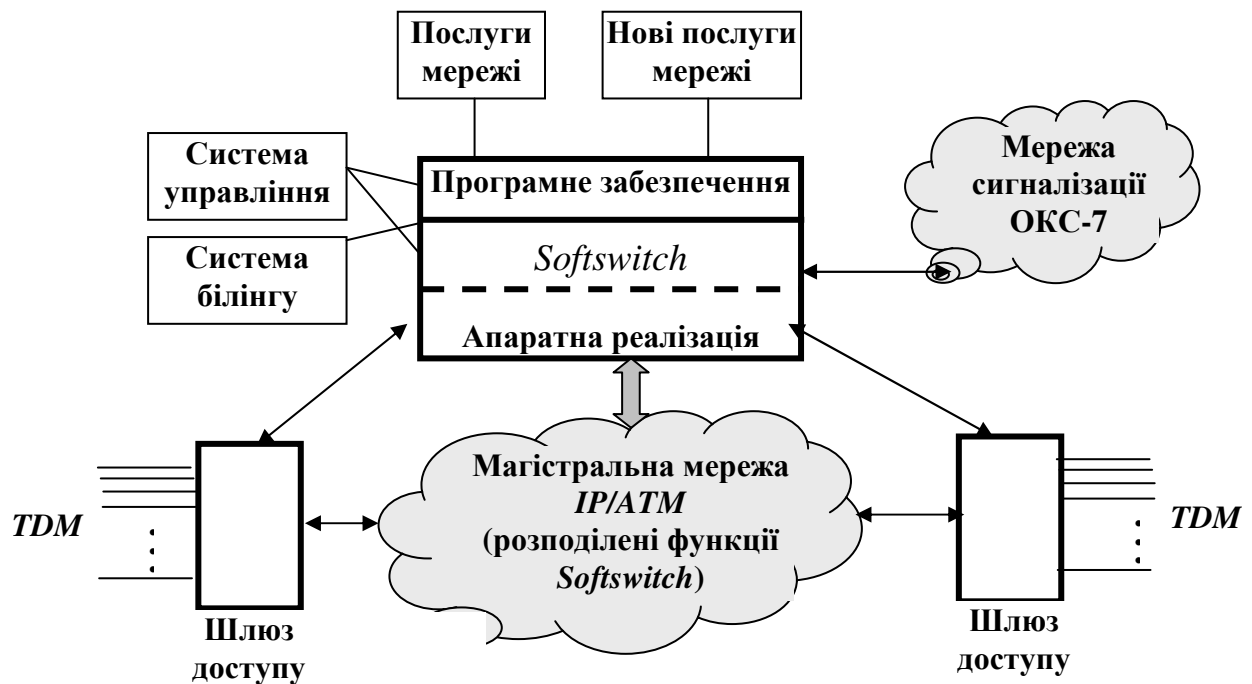 Послуги
мережі
Нові послуги
мережі
Система
управління
Програмне забезпечення
Мережа
сигналізації
ОКС-7
Система
білінгу
Softswitch
Апаратна реалізація
TDM
Магістральна мережа
IP/ATM
(розподілені функції
Softswitch)
TDM
Шлюз
доступу
Шлюз
доступу